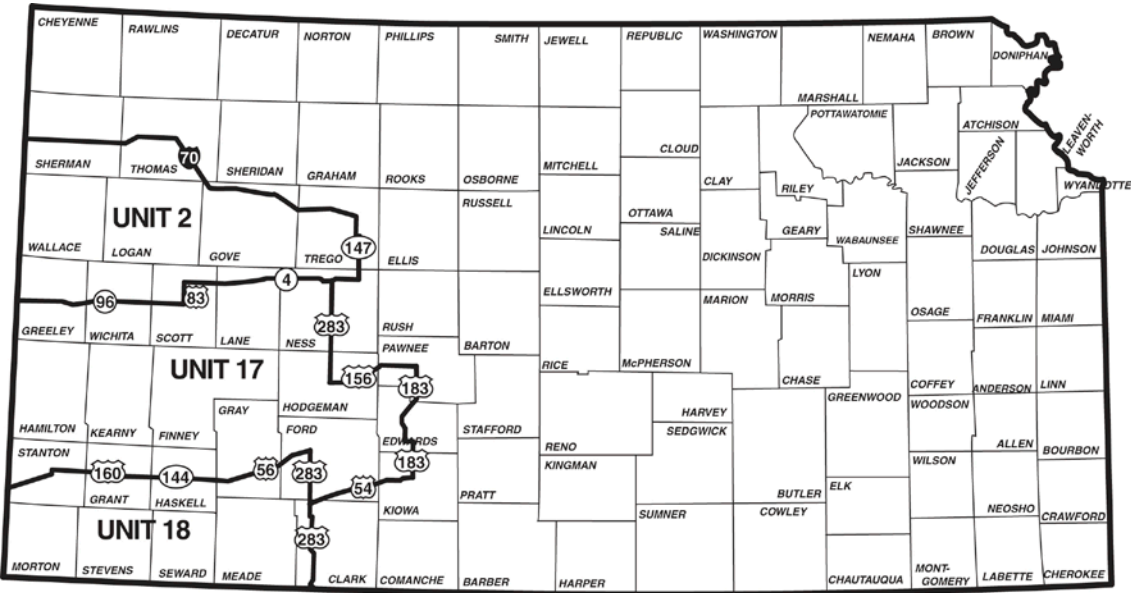 CHEYENNE
RAWLINS
DECATUR
NORTON
PHILLIPS
SMITH
JEWELL
REPUBLIC
WASHINGTON
MARSHALL
NEMAHA
BROWN
DONIPHAN
SHERMAN
THOMAS
70
SHERIDAN
GRAHAM
ROOKS
OSBORNE
MITCHELL
CLOUD
CLAY
RILEY
POTTAWATOMIE
JACKSON
ATCHISON
JEFFERSON
LEAVEN-
WORTH
WYANDOTTE
UNIT 2
WALLACE
LOGAN
GOVE
TREGO
147
ELLIS
RUSSELL
LINCOLN
OTTAWA
SALINE
DICKINSON
GEARY
WABAUNSEE
SHAWNEE
DOUGLAS
JOHNSON
96
83
4
GREELEY
WICHITA
SCOTT
LANE
NESS
283
RUSH
BARTON
ELLSWORTH
RICE
McPHERSON
MARION
MORRIS
LYON
CHASE
OSAGE
FRANKLIN
MIAMI
UNIT 17
156
PAWNEE
183
HAMILTON
KEARNY
FINNEY
GRAY
HODGEMAN
FORD
EDWARDS
STAFFORD
RENO
HARVEY
SEDGWICK
BUTLER
GREENWOOD
COFFEY
ANDERSON
LINN
WOODSON
ALLEN
BOURBON
STANTON
160
144
56
283
54
183
GRANT
HASKELL
KIOWA
PRATT
KINGMAN
SUMNER
COWLEY
ELK
WILSON
NEOSHO
CRAWFORD
UNIT 18
283
MORTON
STEVENS
SEWARD
MEADE
CLARK
COMANCHE
BARBER
HARPER
CHAUTAUQUA
MONT-
GOMERY
LABETTE
CHEROKEE